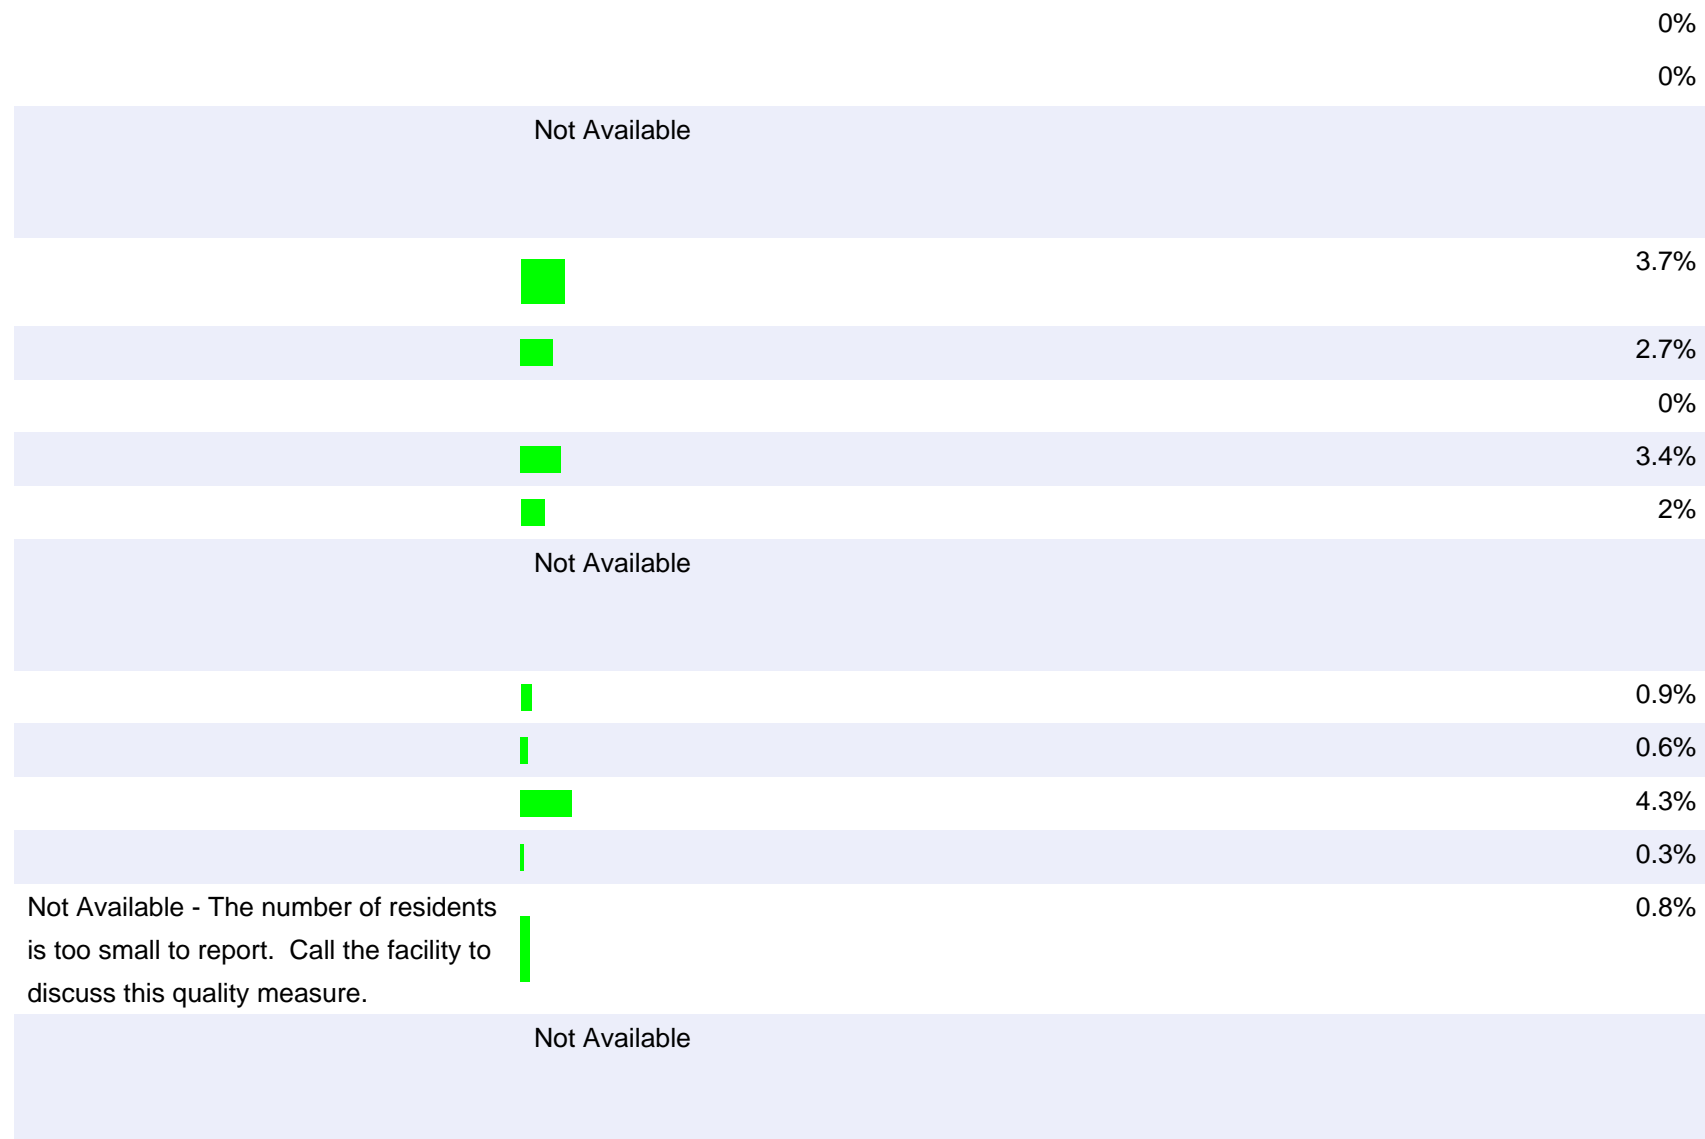 0%
0%
Not Available
3.7%
2.7%
0%
3.4%
2%
Not Available
0.9%
0.6%
4.3%
0.3%
Not Available - The number of residents
0.8%
is too small to report.  Call the facility to
discuss this quality measure.
Not Available